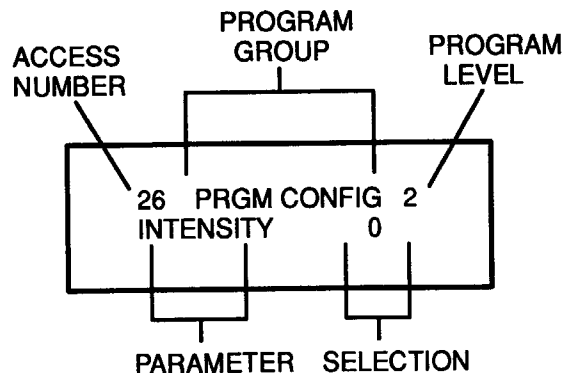 PROGRAM
GROUP
ACCESS
NUMBER
PROGRAM
LEVEL
26 PRGM CONFIG 2
INTENSITY 0
PARAMETER SELECTION